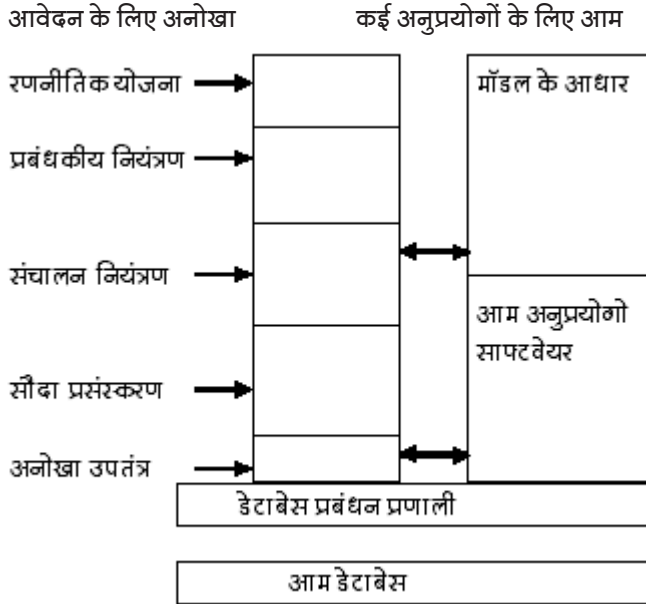 आवेदन के लिए अनोखा
कई अनुप्रयोगों के लिए आम
रणनीतिक योजना
मॉडल के आधार
प्रबंधकीय नियंत्रण
संचालन नियंत्रण
आम अनुप्रयोगो
साफ्टवेयर
सौदा प्रसंस्करण
अनोखा उपतंत्र
डेटाबेस प्रबंधन प्रणाली
आम डेटाबेस